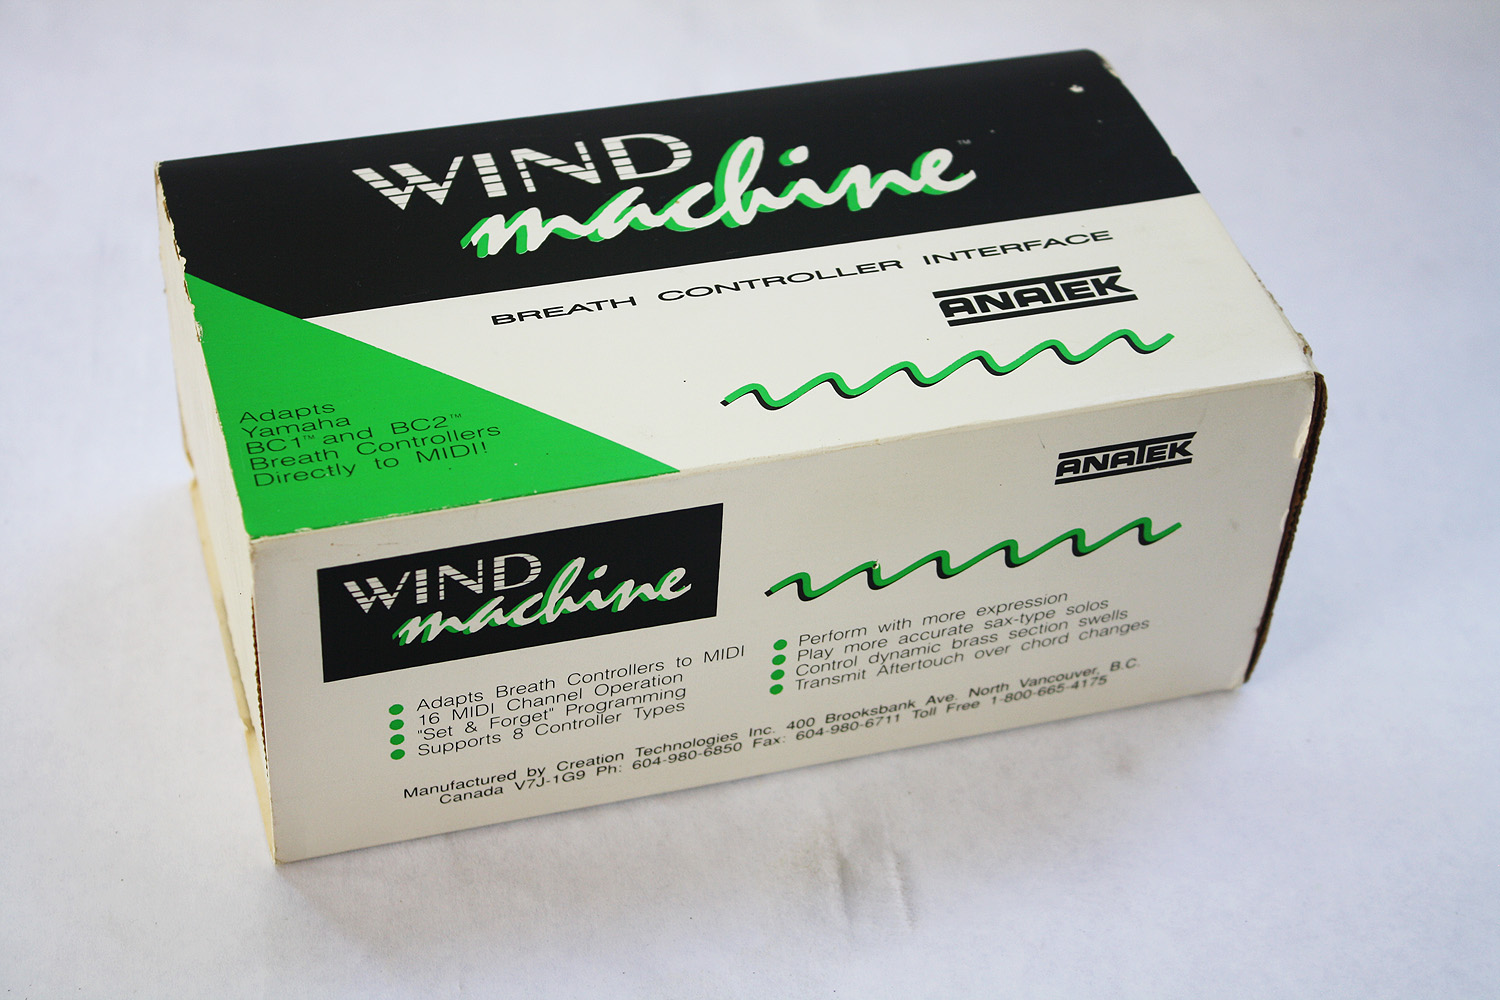 WIND
machine™
BREATH CONTROLLER INTERFACE
ANATEK
Adapts
Yamaha
BC1™ and BC2™
Breath Controllers
Directly to MIDI!
ANATEK
WIND
machine
Adapts Breath Controllers to MIDI
16 MIDI Channel Operation
"Set & Forget" Programming
Supports 8 Controller Types
Perform with more expression
Play more accurate sax-type solos
Control dynamic brass section swells
Transmit Aftertouch over chord changes
Manufactured by Creation Technologies Inc. 400 Brooksbank Ave. North Vancouver, B.C.
Canada V7J-1G9 Ph: 604-980-6850 Fax: 604-980-6711 Toll Free 1-800-665-4175